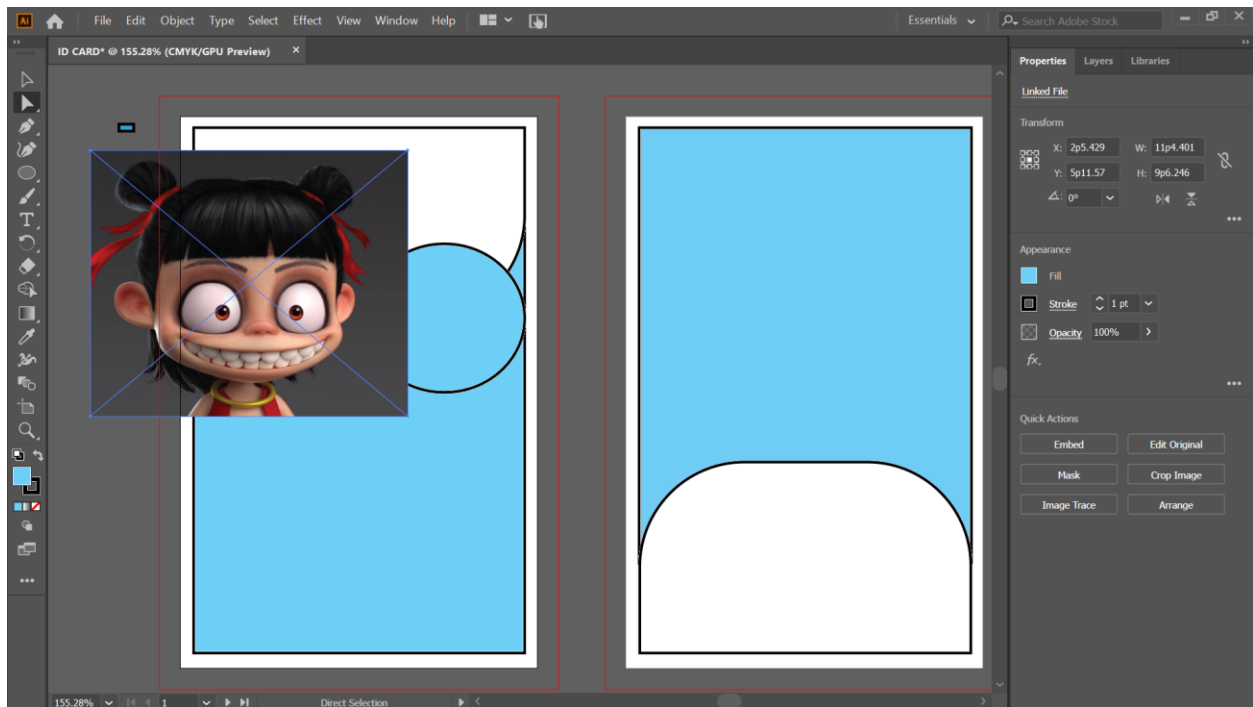 Ai File Edit Object Type Select Effect View Window Help Essentials Search Adobe Stock
ID CARD* @ 155.28% (CMYK/GPU Preview) ×
Properties Layers Libraries
Linked File
Transform
X: 2p5.429 W: 11p4.401
Y: 5p11.57 H: 9p6.246
0°
Appearance
Fill
Stroke 1 pt
Opacity 100%
fx.
Quick Actions
Embed Edit Original
Mask Crop Image
Image Trace Arrange
155.28% 1 Direct Selection